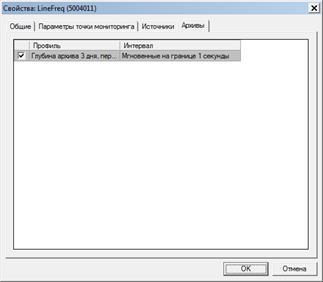 Свойства: LineFreq (5004011)
Общие Параметры точки мониторинга Источники Архивы
Профиль Интервал
Глубина архива 3 дня, пер... Мгновенные на границе 1 секунды
OK Отмена